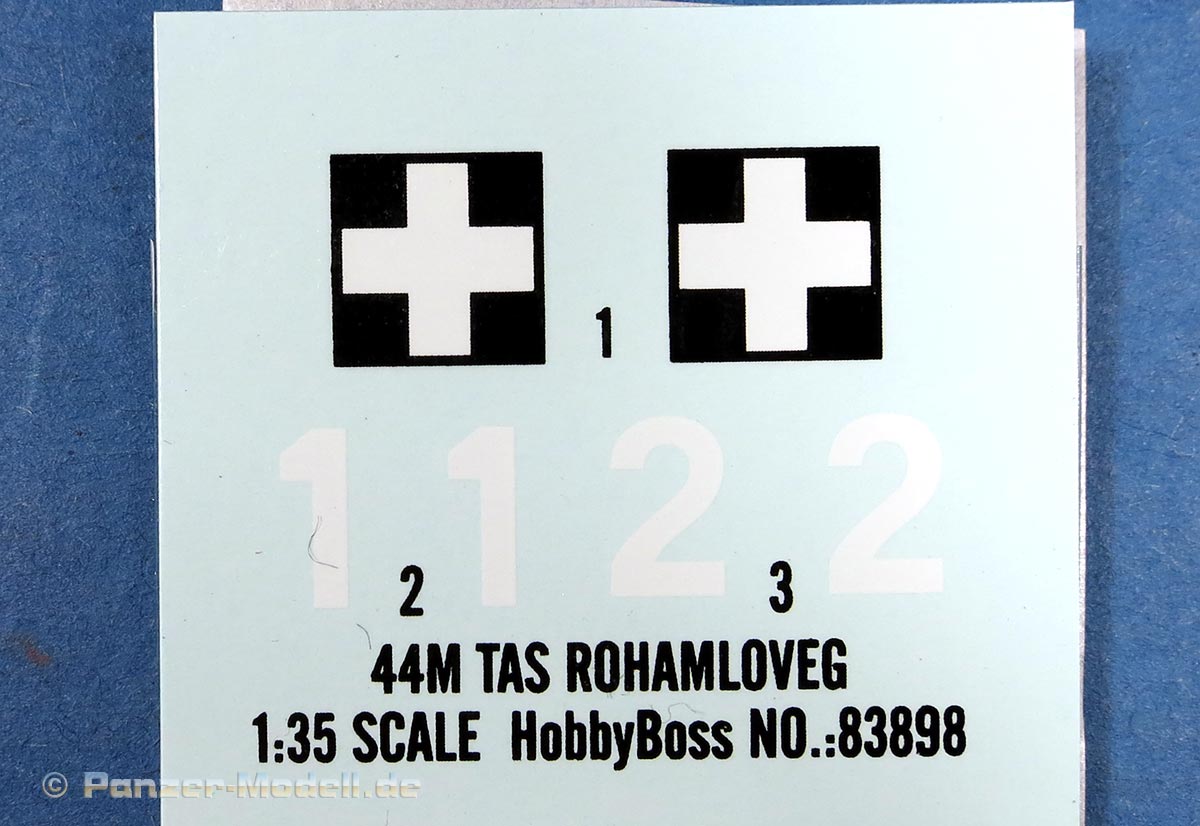 1
1 1 2 2
2 3
44M TAS ROHAMLOVEG
1:35 SCALE HobbyBoss NO.:83898
© Panzer-Modell.de